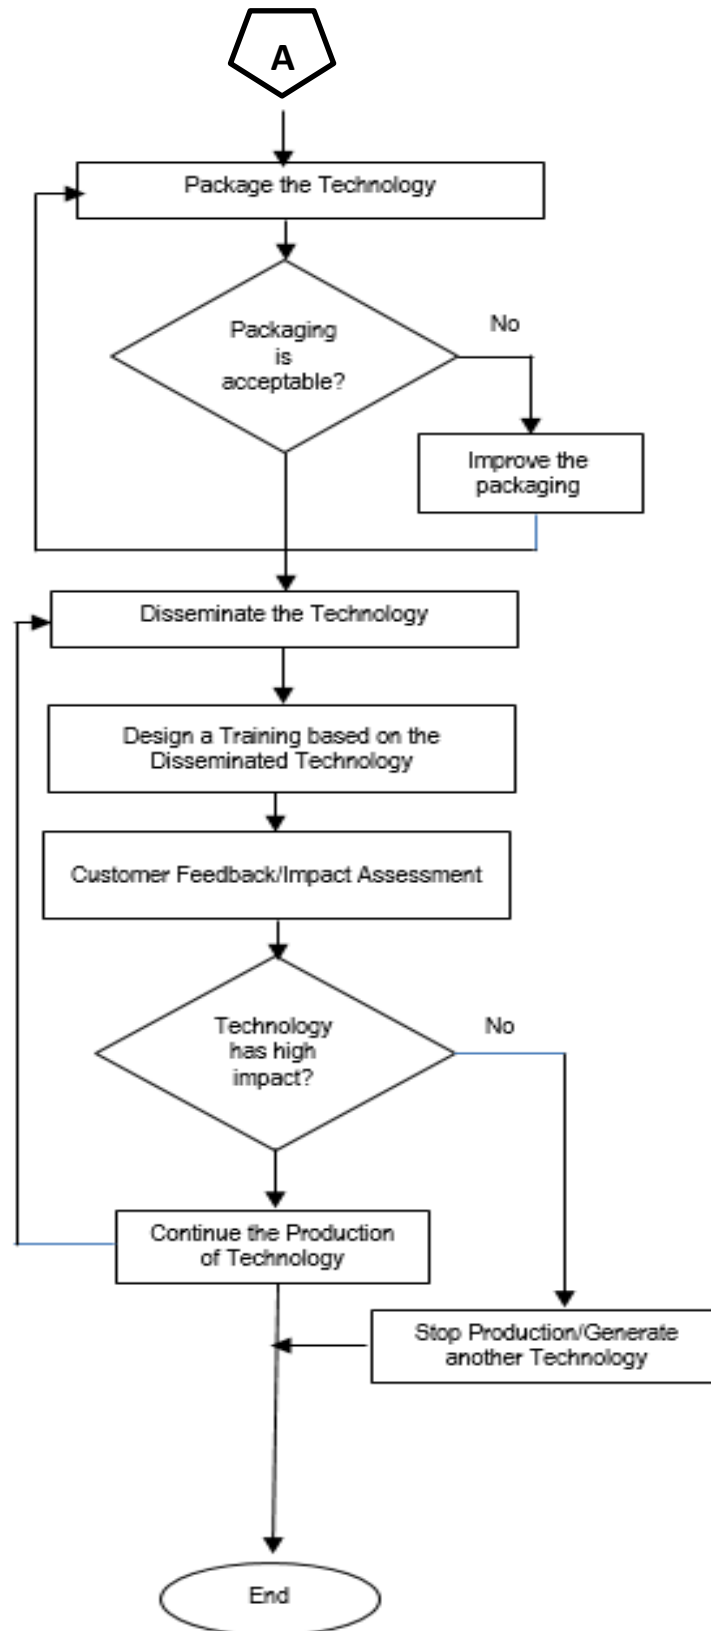 A
Package the Technology
Packaging
is
acceptable?
No
Improve the
packaging
Disseminate the Technology
Design a Training based on the
Disseminated Technology
Customer Feedback/Impact Assessment
Technology
has high
impact?
No
Continue the Production
of Technology
Stop Production/Generate
another Technology
End